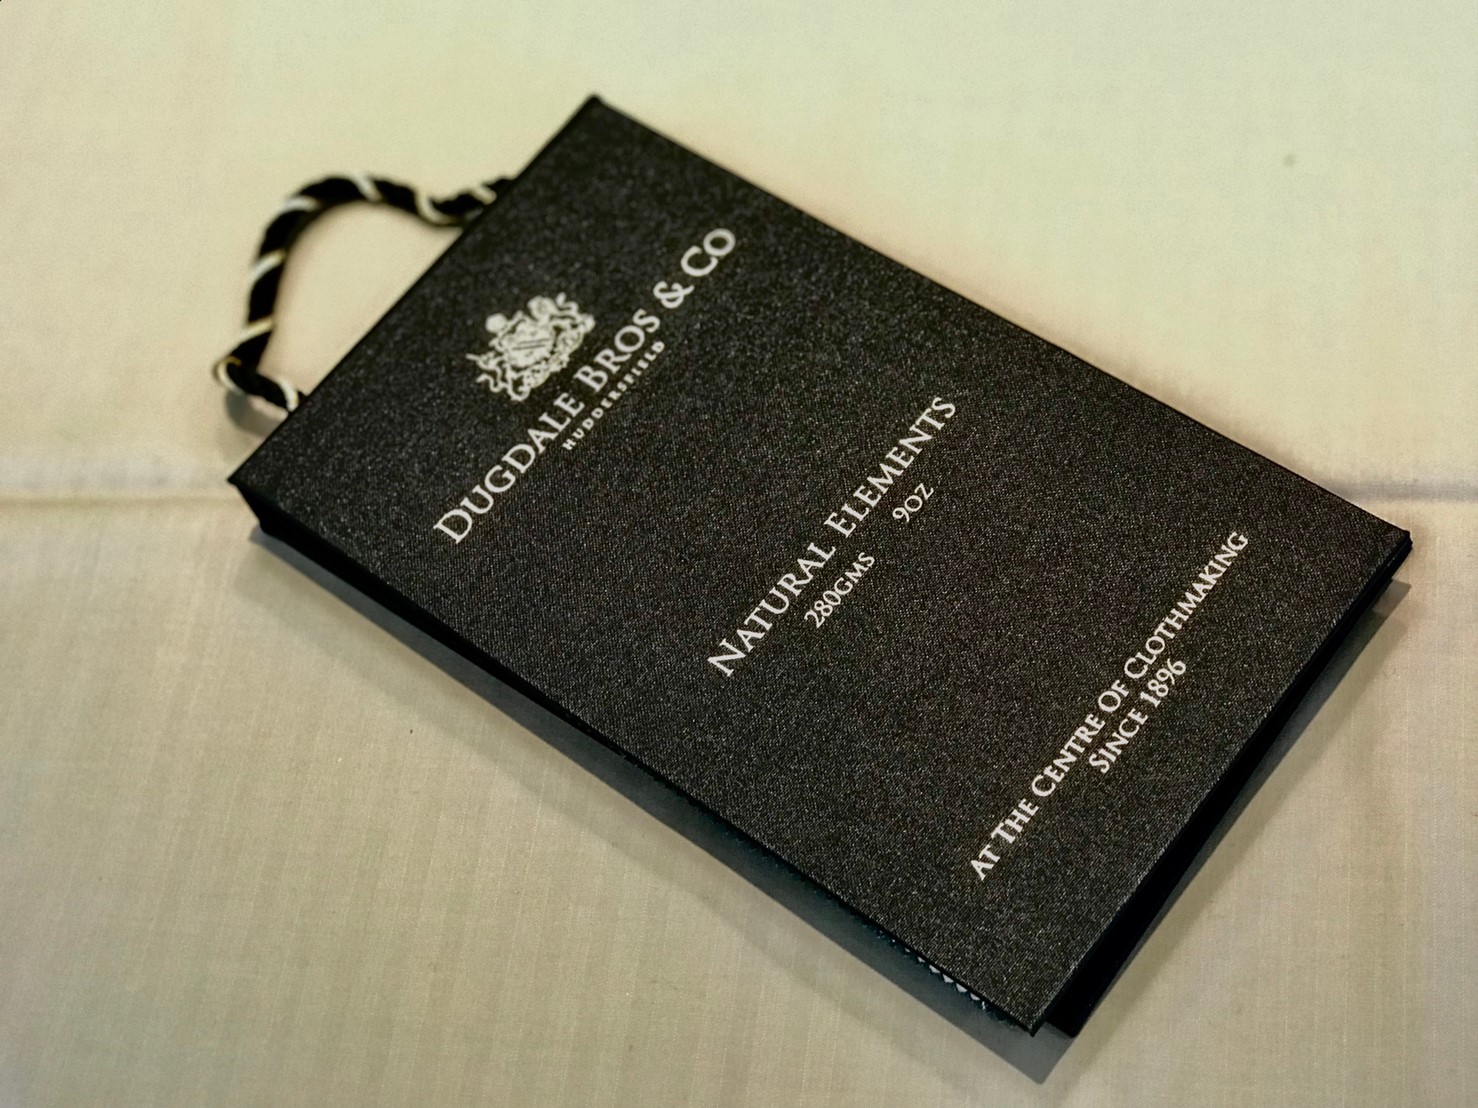 DUGDALE BROS & CO
HUDDERSFIELD
NATURAL ELEMENTS
280GMS 9OZ
AT THE CENTRE OF CLOTHMAKING
SINCE 1896